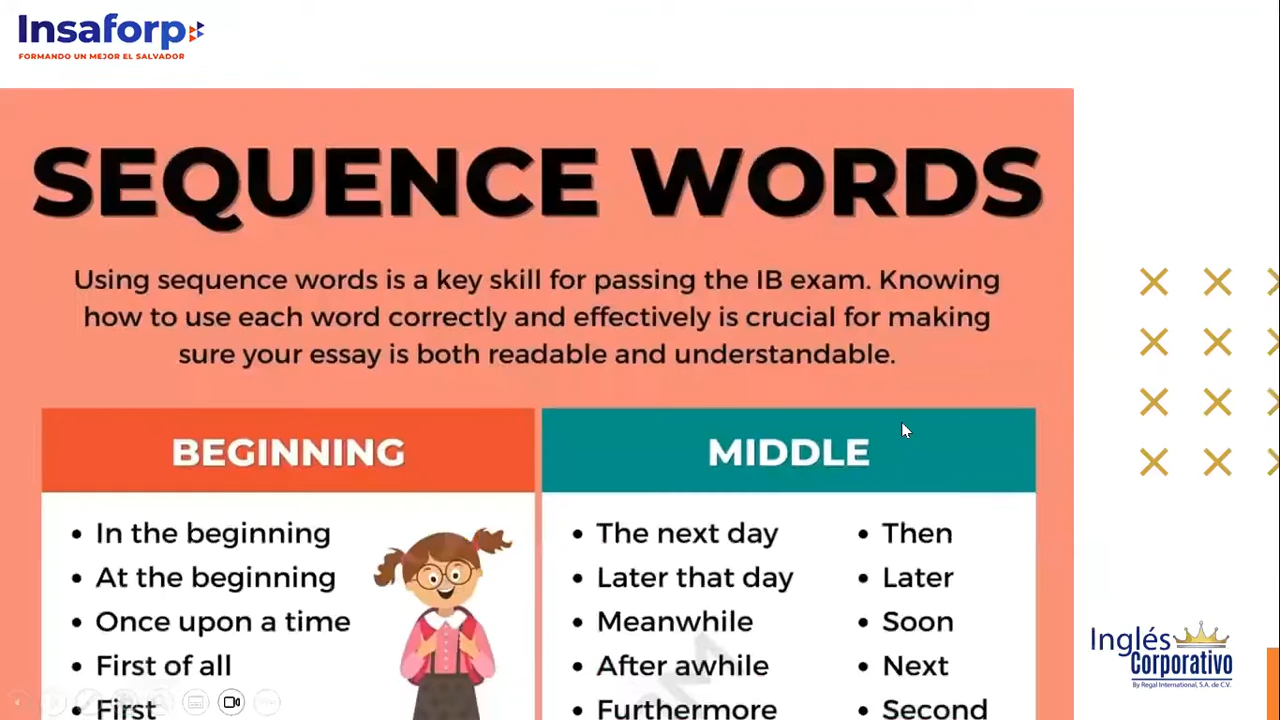 Insaforp
FORMANDO UN MEJOR EL SALVADOR
SEQUENCE WORDS
Using sequence words is a key skill for passing the IB exam. Knowing
how to use each word correctly and effectively is crucial for making
sure your essay is both readable and understandable.
BEGINNING
• In the beginning
• At the beginning
• Once upon a time
• First of all
• First
MIDDLE
• The next day
• Later that day
• Meanwhile
• After awhile
• Furthermore
• Then
• Later
• Soon
• Next
• Second
Inglés
Corporativo
By Regal International, S.A. de C.V.